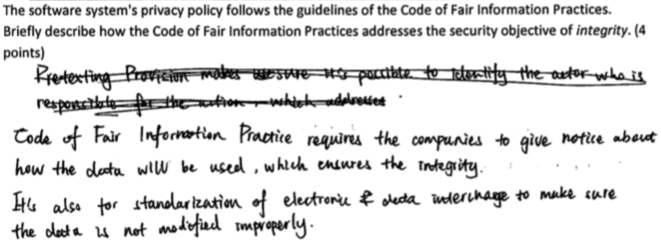 The software system's privacy policy follows the guidelines of the Code of Fair Information Practices.
Briefly describe how the Code of Fair Information Practices addresses the security objective of integrity. (4
points)
Pretexting Provision makes sure it's possible to identify the actor who is
responsible for the action, which addresses
Code of Fair Information Practice requires the companies to give notice about
how the data will be used, which ensures the integrity.
It's also for standarlization of electronic & data interchange to make sure
the data is not modified improperly.